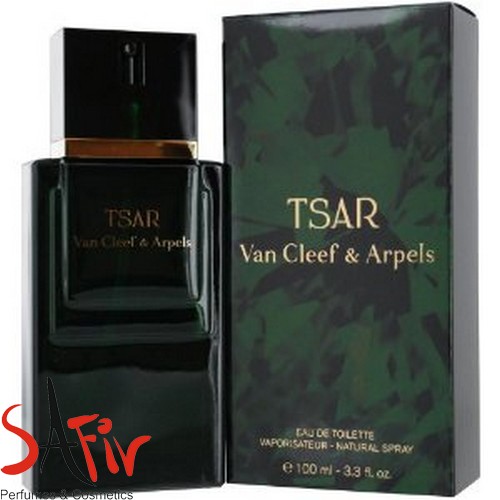 TSAR
Van Cleef & Arpels
TSAR
Van Cleef & Arpels
EAU DE TOILETTE
VAPORISATEUR - NATURAL SPRAY
e 100 ml - 3.3 fl. oz.
SAFIR
Perfumes & Cosmetics